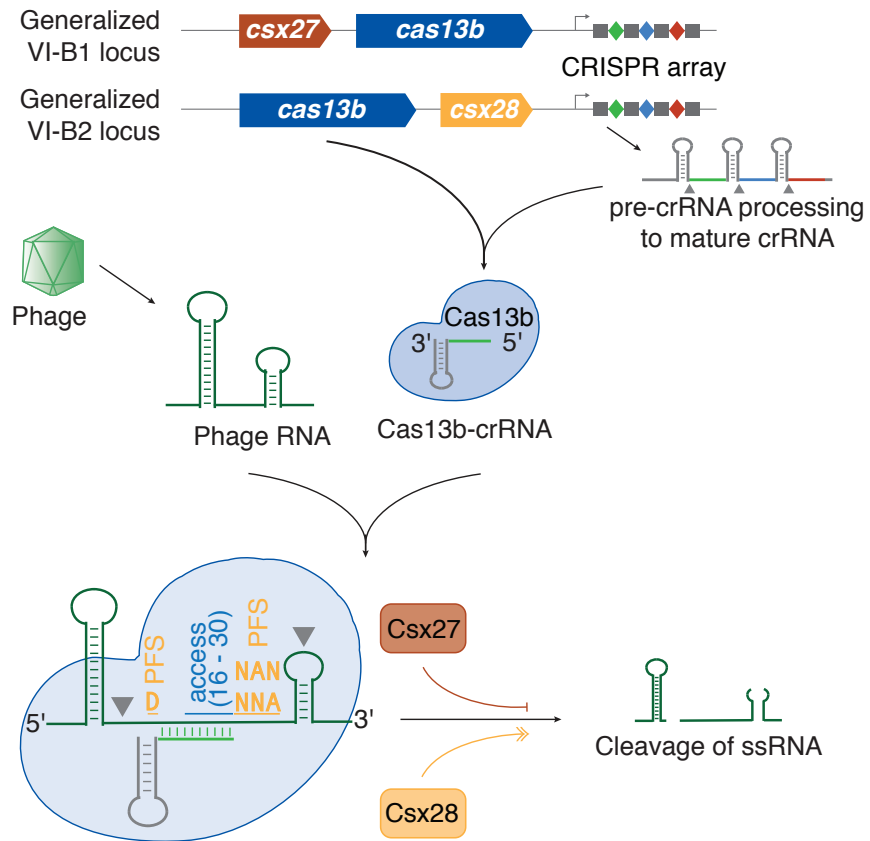 Generalized
VI-B1 locus
csx27
cas13b
CRISPR array
Generalized
VI-B2 locus
cas13b
csx28
pre-crRNA processing
to mature crRNA
Phage
Cas13b
3'
5'
Phage RNA
Cas13b-crRNA
PFS
D
access
(16 - 30)
PFS
NAN
NNA
5'
3'
Csx27
Csx28
Cleavage of ssRNA